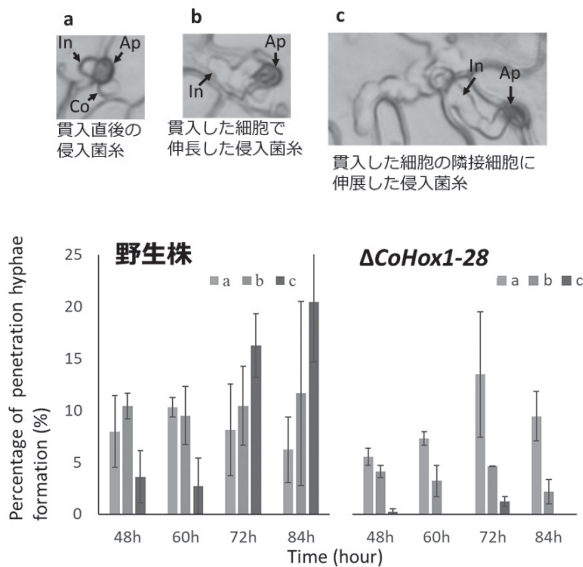 a
In
Ap
Co
貫入直後の
侵入菌糸
b
Ap
In
貫入した細胞で
伸長した侵入菌糸
c
In
Ap
貫入した細胞の隣接細胞に
伸展した侵入菌糸
Percentage of penetration hyphae
formation (%)
25
20
15
10
5
0
野生株
a b c
48h 60h 72h 84h
ΔCoHox1-28
a b c
48h 60h 72h 84h
Time (hour)